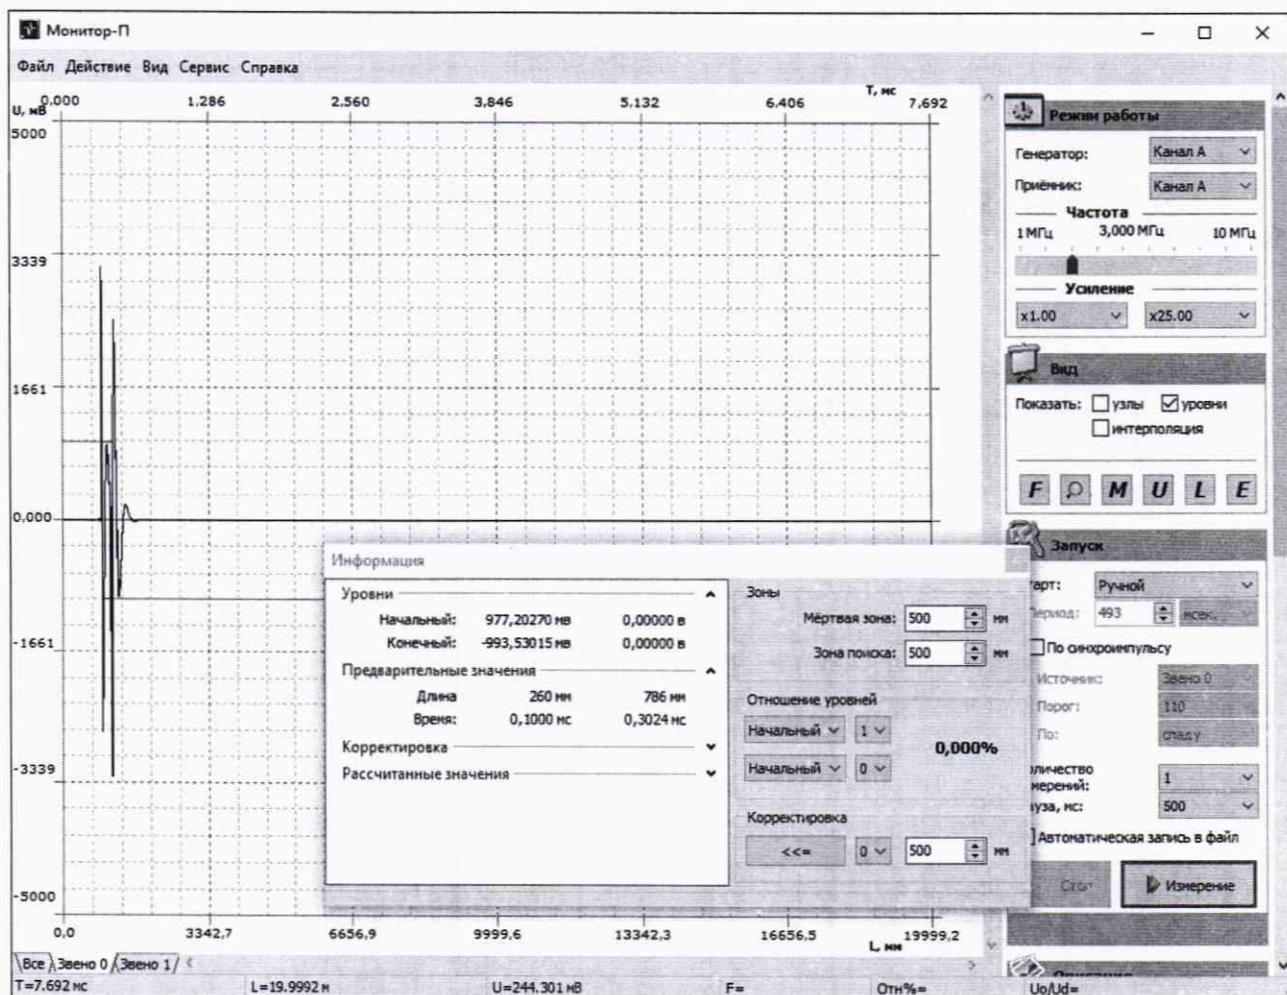 Монитор-П
Файл Действие Вид Сервис Справка
0.000 1,286 2.560 3,846 5,132 6.406 Т, мс 7.692
U, мВ
5000
3339
1661
0,000
-1661
-3339
-5000
0,0 3342,7 6656,9 9999,6 13342,3 16656,5 19999,2
L, мм
Все Звено 0 Звено 1
T=7.692 мс L=19.9992 м U=244.301 мВ F= Отн%= Uo/Ud=
Режим работы
Генератор: Канал А
Приёмник: Канал А
Частота
1 МГц 3,000 МГц 10 МГц
Усиление
x1.00 x25.00
Вид
Показать: узлы уровни
интерполяция
F M U L E
Запуск
тарт: Ручной
Период: 493 мсек.
По синхроимпульсу
Источник: Звено 0
Порог: 110
По: спаду
оличество
мерений: 1
уза, мс: 500
Автоматическая запись в файл
Стоп Измерение
Описание
Информация
Уровни
Начальный: 977,20270 мв 0,00000 в
Конечный: -993,53015 мв 0,00000 в
Предварительные значения
Длина 260 мм 786 мм
Время: 0,1000 мс 0,3024 мс
Корректировка
Рассчитанные значения
Зоны
Мёртвая зона: 500 мм
Зона поиска: 500 мм
Отношение уровней
Начальный 1
0,000%
Начальный 0
Корректировка
<<= 0 500 мм